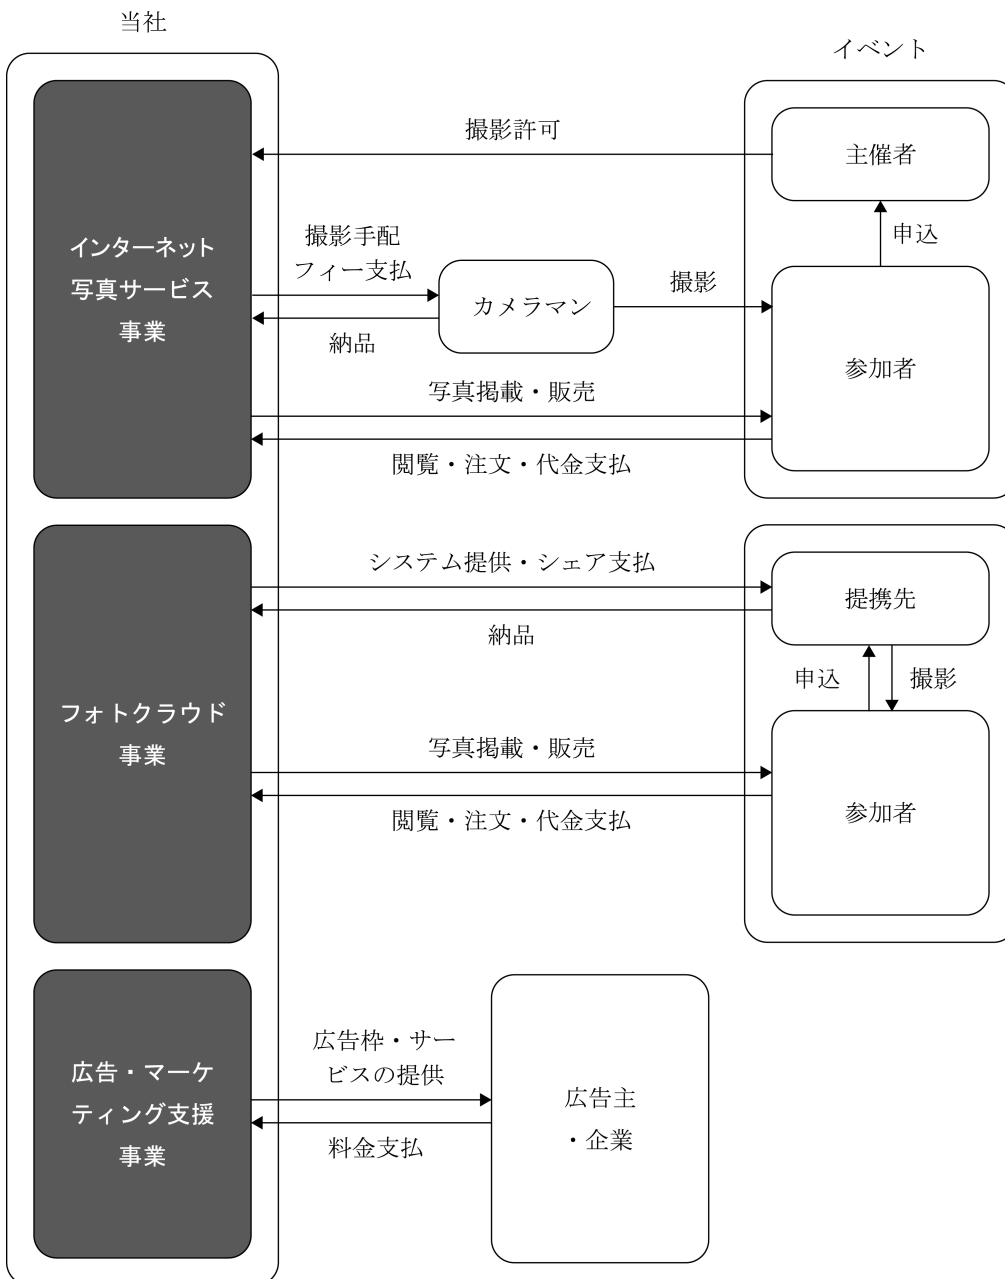 当社
イベント
撮影許可
主催者
申込
インターネット
写真サービス
事業
撮影手配
フィー支払
カメラマン
撮影
納品
参加者
写真掲載・販売
閲覧・注文・代金支払
システム提供・シェア支払
提携先
納品
申込
撮影
フォトクラウド
事業
写真掲載・販売
参加者
閲覧・注文・代金支払
広告・マーケ
ティング支援
事業
広告枠・サー
ビスの提供
料金支払
広告主
・企業